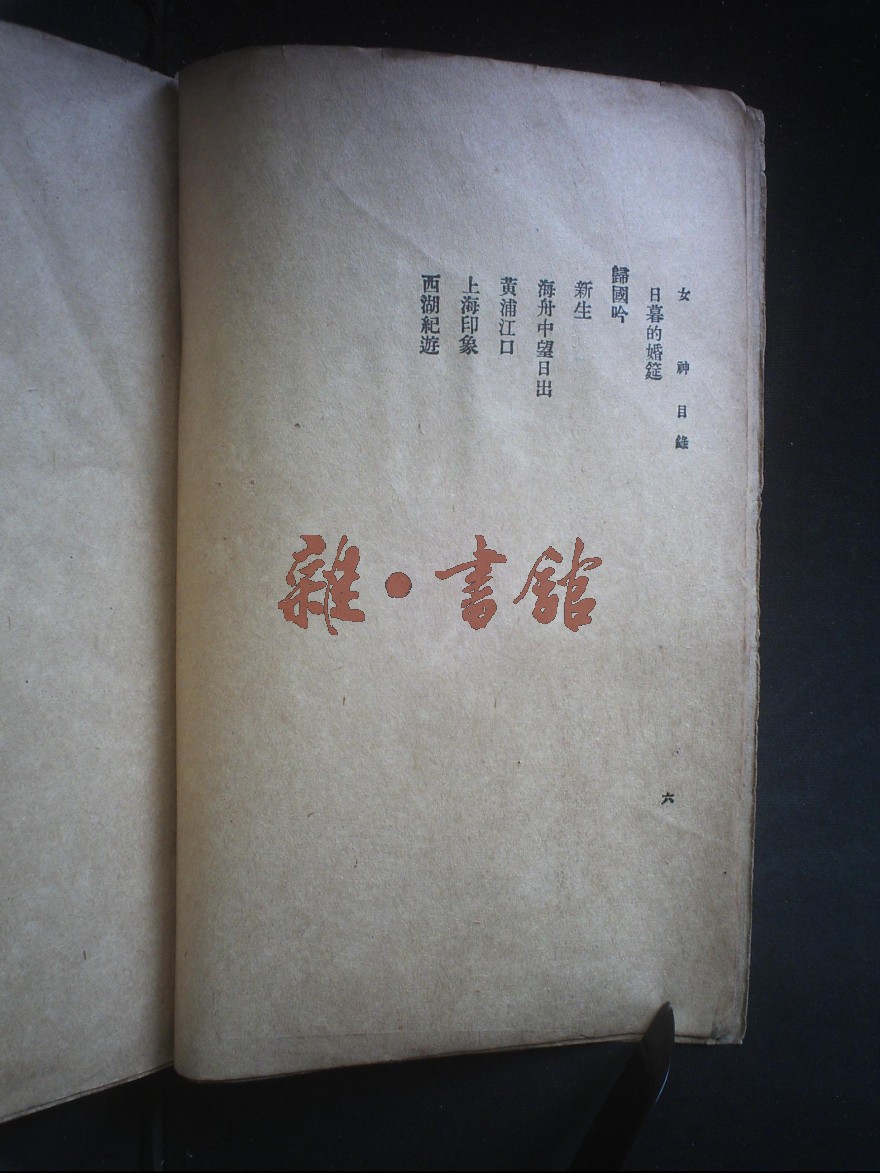 女神目錄
日暮的婚筵
歸國吟
新生
海舟中望日出
黃浦江口
上海印象
西湖紀遊
六
雜·書館